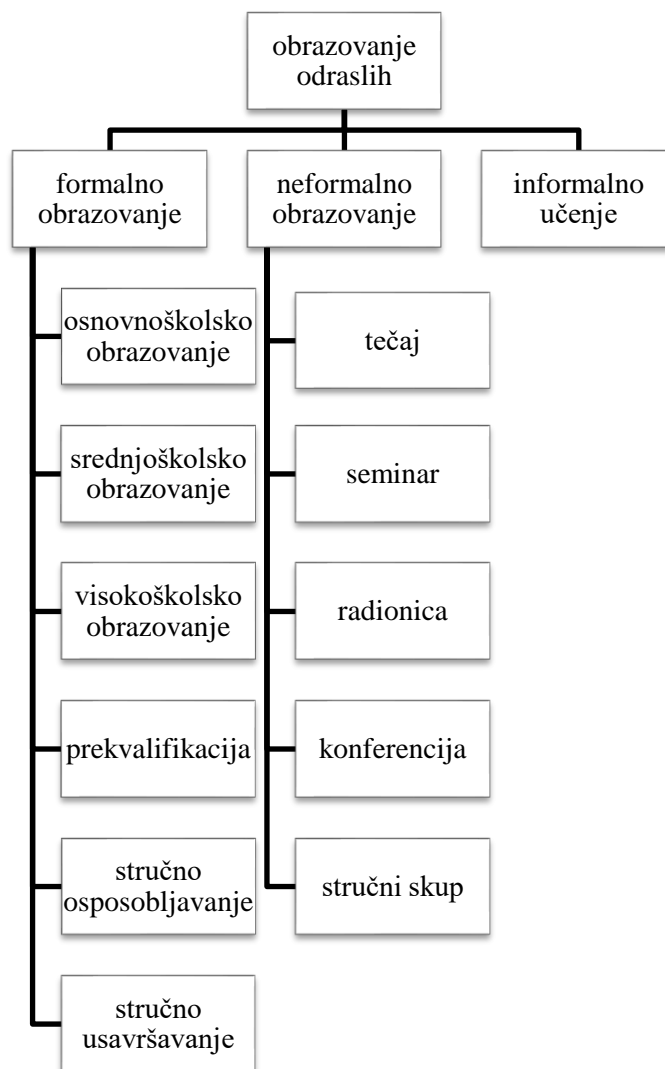 obrazovanje
odraslih
formalno
obrazovanje
neformalno
obrazovanje
informalno
učenje
osnovnoškolsko
obrazovanje
srednjoškolsko
obrazovanje
visokoškolsko
obrazovanje
prekvalifikacija
stručno
osposobljavanje
stručno
usavršavanje
tečaj
seminar
radionica
konferencija
stručni skup